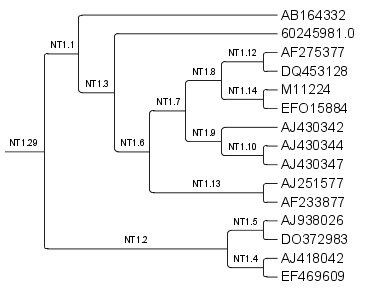 AB164332
60245981.0
NT1.1
AF275377
NT1.12
DQ453128
NT1.8
NT1.3
M11224
NT1.14
NT1.7
EFO15884
AJ430342
NT1.9
NT1.6
AJ430344
NT1.29
NT1.10
AJ430347
AJ251577
NT1.13
AF233877
AJ938026
NT1.5
NT1.2
DO372983
AJ418042
NT1.4
EF469609